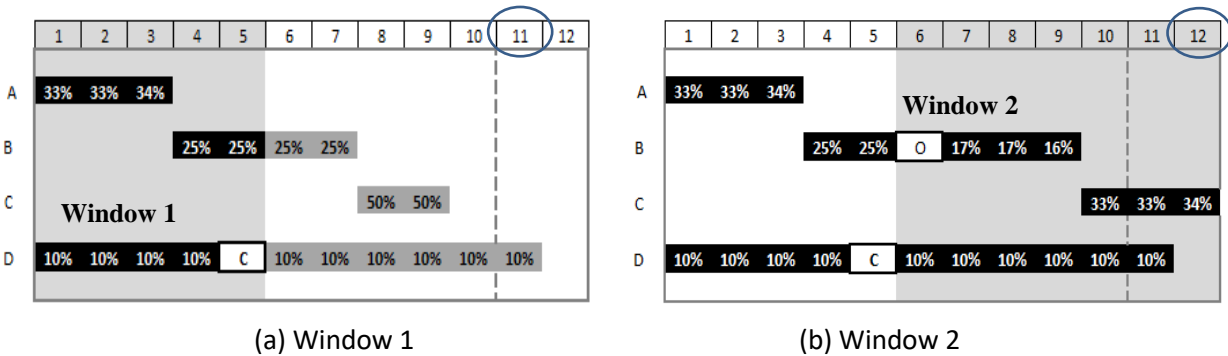 1 2 3 4 5 6 7 8 9 10 11 12
A 33% 33% 34%
B 25% 25% 25% 25%
C 50% 50%
Window 1
D 10% 10% 10% 10% C 10% 10% 10% 10% 10% 10%
(a) Window 1
1 2 3 4 5 6 7 8 9 10 11 12
A 33% 33% 34%
Window 2
B 25% 25% O 17% 17% 16%
C 33% 33% 34%
D 10% 10% 10% 10% C 10% 10% 10% 10% 10% 10%
(b) Window 2